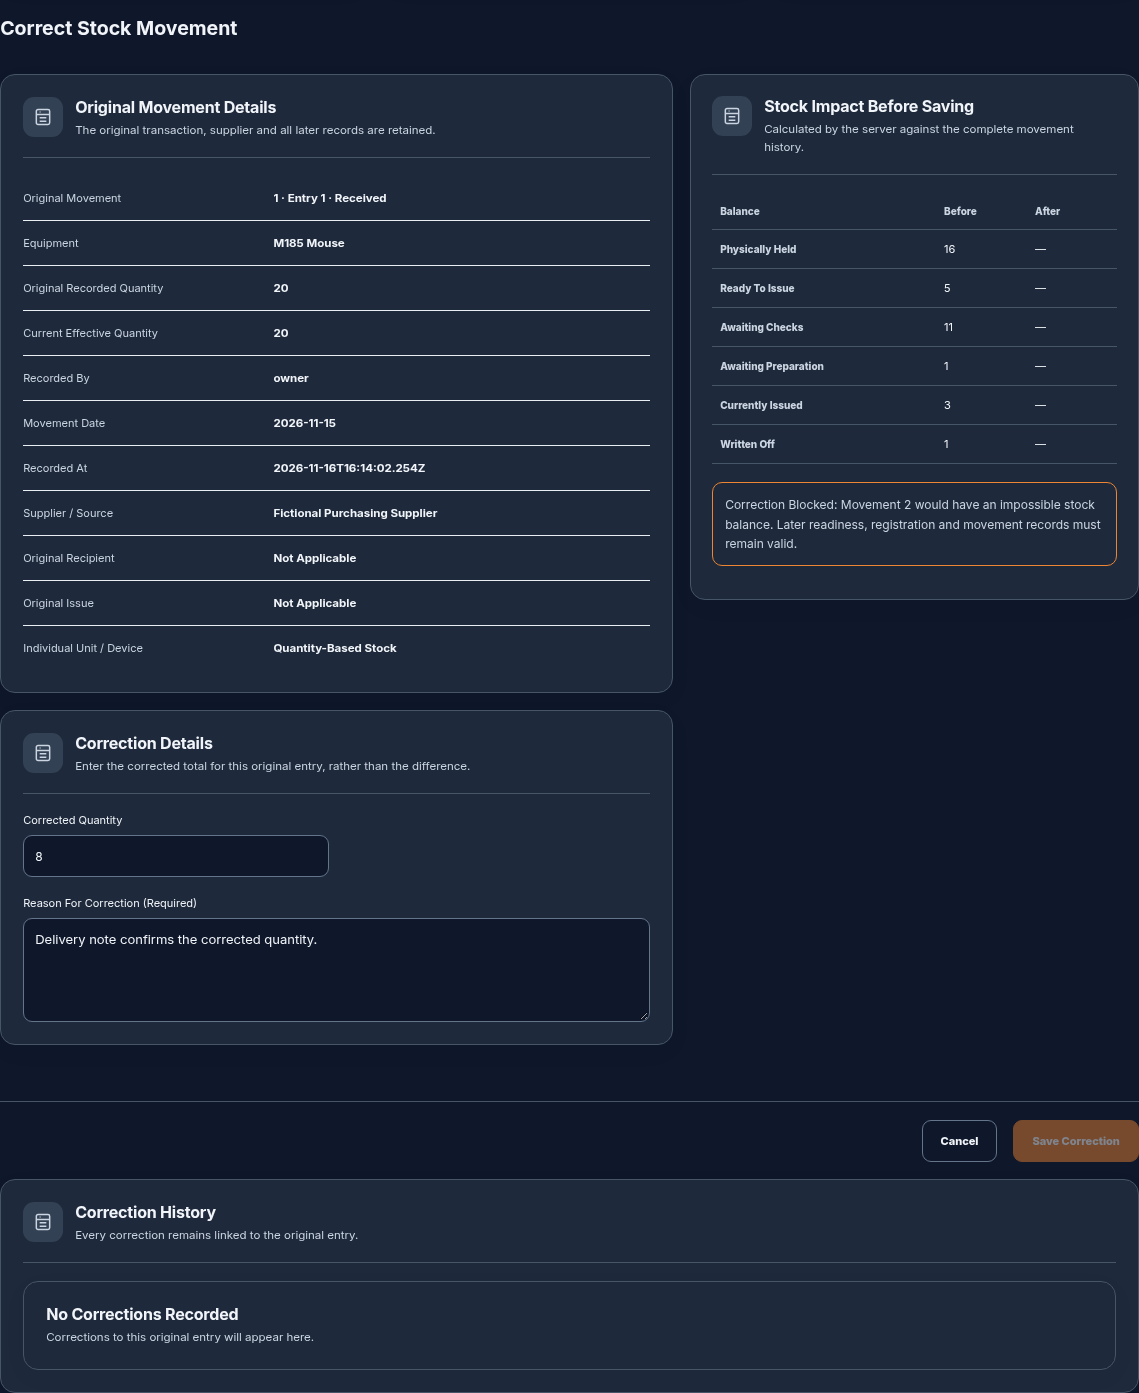 Correct Stock Movement
Original Movement Details
The original transaction, supplier and all later records are retained.
Original Movement 1 · Entry 1 · Received
Equipment M185 Mouse
Original Recorded Quantity 20
Current Effective Quantity 20
Recorded By owner
Movement Date 2026-11-15
Recorded At 2026-11-16T16:14:02.254Z
Supplier / Source Fictional Purchasing Supplier
Original Recipient Not Applicable
Original Issue Not Applicable
Individual Unit / Device Quantity-Based Stock
Stock Impact Before Saving
Calculated by the server against the complete movement
history.
Balance Before After
Physically Held 16 —
Ready To Issue 5 —
Awaiting Checks 11 —
Awaiting Preparation 1 —
Currently Issued 3 —
Written Off 1 —
Correction Blocked: Movement 2 would have an impossible stock
balance. Later readiness, registration and movement records must
remain valid.
Correction Details
Enter the corrected total for this original entry, rather than the difference.
Corrected Quantity
8
Reason For Correction (Required)
Delivery note confirms the corrected quantity.
Cancel Save Correction
Correction History
Every correction remains linked to the original entry.
No Corrections Recorded
Corrections to this original entry will appear here.